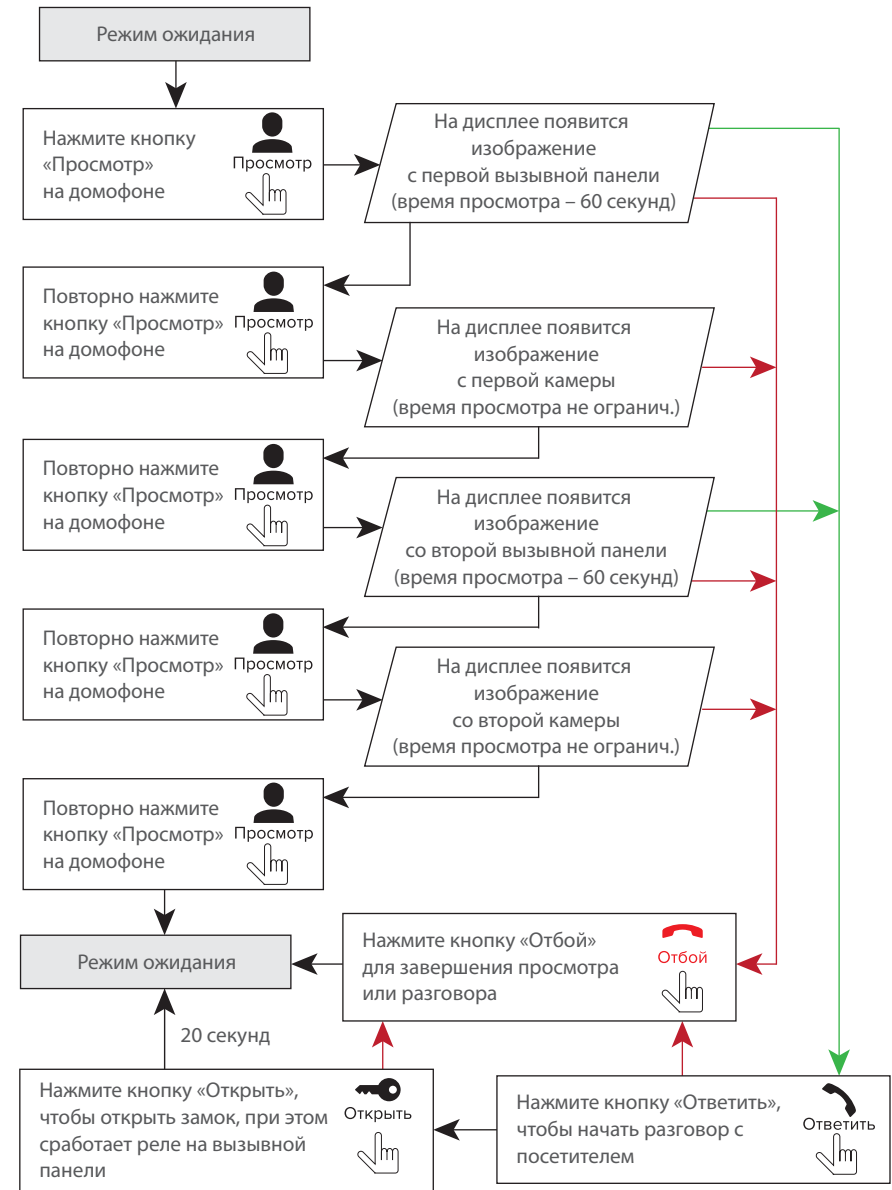 Режим ожидания
Нажмите кнопку
«Просмотр»
на домофоне
Просмотр
На дисплее появится
изображение
с первой вызывной панели
(время просмотра – 60 секунд)
Повторно нажмите
кнопку «Просмотр»
на домофоне
Просмотр
На дисплее появится
изображение
с первой камеры
(время просмотра не огранич.)
Повторно нажмите
кнопку «Просмотр»
на домофоне
Просмотр
На дисплее появится
изображение
со второй вызывной панели
(время просмотра – 60 секунд)
Повторно нажмите
кнопку «Просмотр»
на домофоне
Просмотр
На дисплее появится
изображение
со второй камеры
(время просмотра не огранич.)
Повторно нажмите
кнопку «Просмотр»
на домофоне
Просмотр
Режим ожидания
Нажмите кнопку «Отбой»
для завершения просмотра
или разговора
Отбой
20 секунд
Нажмите кнопку «Открыть»,
чтобы открыть замок, при этом
сработает реле на вызывной
панели
Открыть
Нажмите кнопку «Ответить»,
чтобы начать разговор с
посетителем
Ответить